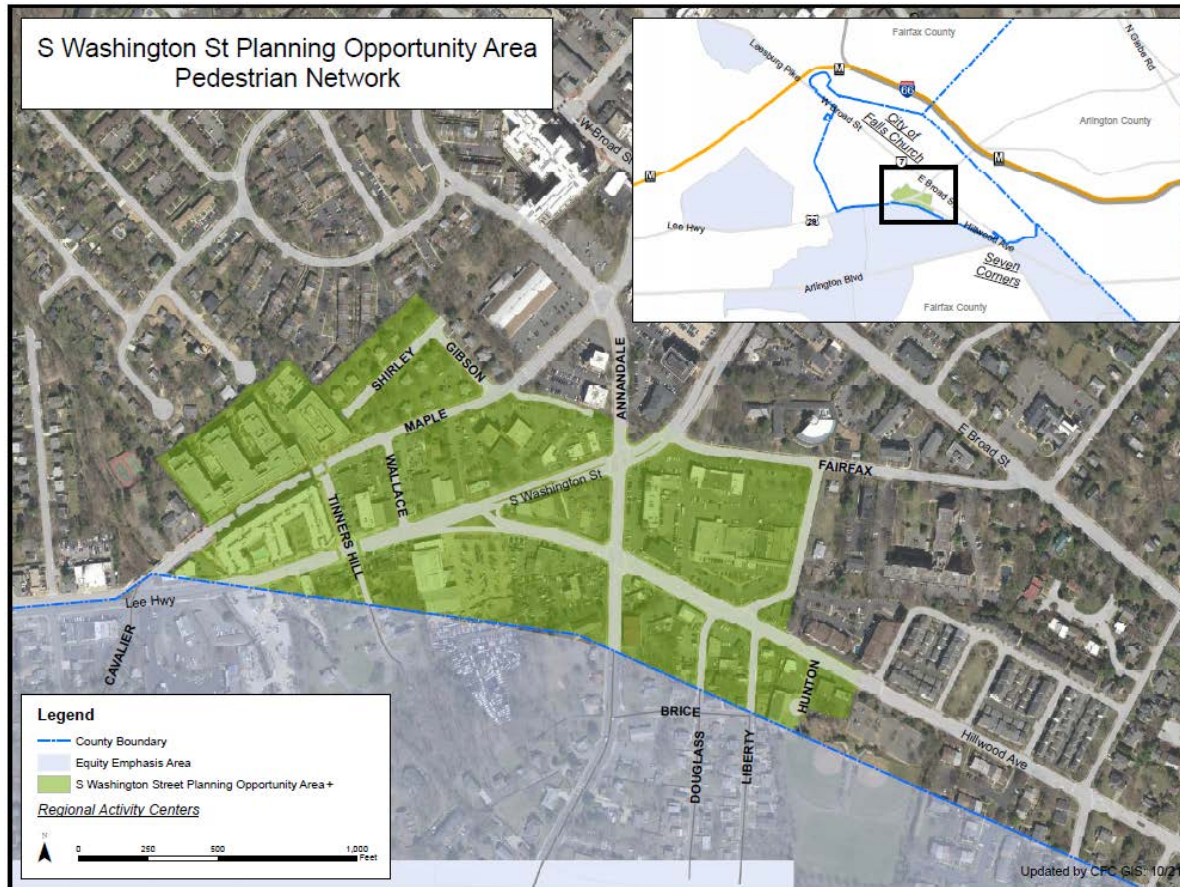 S Washington St Planning Opportunity Area
Pedestrian Network
Fairfax County
N Glebe Rd
Leesburg Pike
M
66
W Broad St
City of
Falls Church
Arlington County
M
7
M
E Broad St
29
Lee Hwy
Hillwood Ave
Seven
Corners
Arlington Blvd
Fairfax County
W Broad St
SHIRLEY
GIBSON
ANNANDALE
MAPLE
E Broad St
WALLACE
FAIRFAX
S Washington St
TINNERS HILL
Lee Hwy
CAVALIER
HUNTON
BRICE
DOUGLASS
LIBERTY
Hillwood Ave
Legend
County Boundary
Equity Emphasis Area
S Washington Street Planning Opportunity Area+
Regional Activity Centers
N
0 250 500 1,000
Feet
Updated by CFC GIS: 10/21